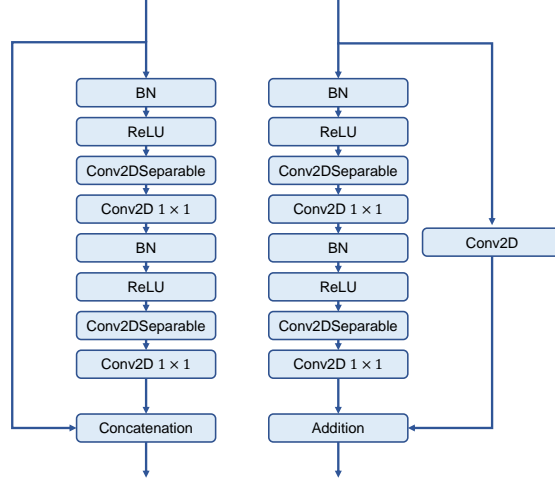 BN
ReLU
Conv2DSeparable
Conv2D 1 × 1
BN
ReLU
Conv2DSeparable
Conv2D 1 × 1
Concatenation
BN
ReLU
Conv2DSeparable
Conv2D 1 × 1
BN
ReLU
Conv2DSeparable
Conv2D 1 × 1
Addition
Conv2D